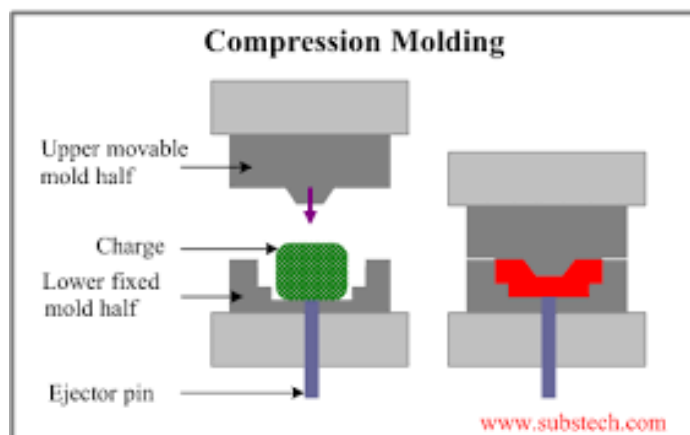 Compression Molding
Upper movable
mold half
Charge
Lower fixed
mold half
Ejector pin
www.substech.com